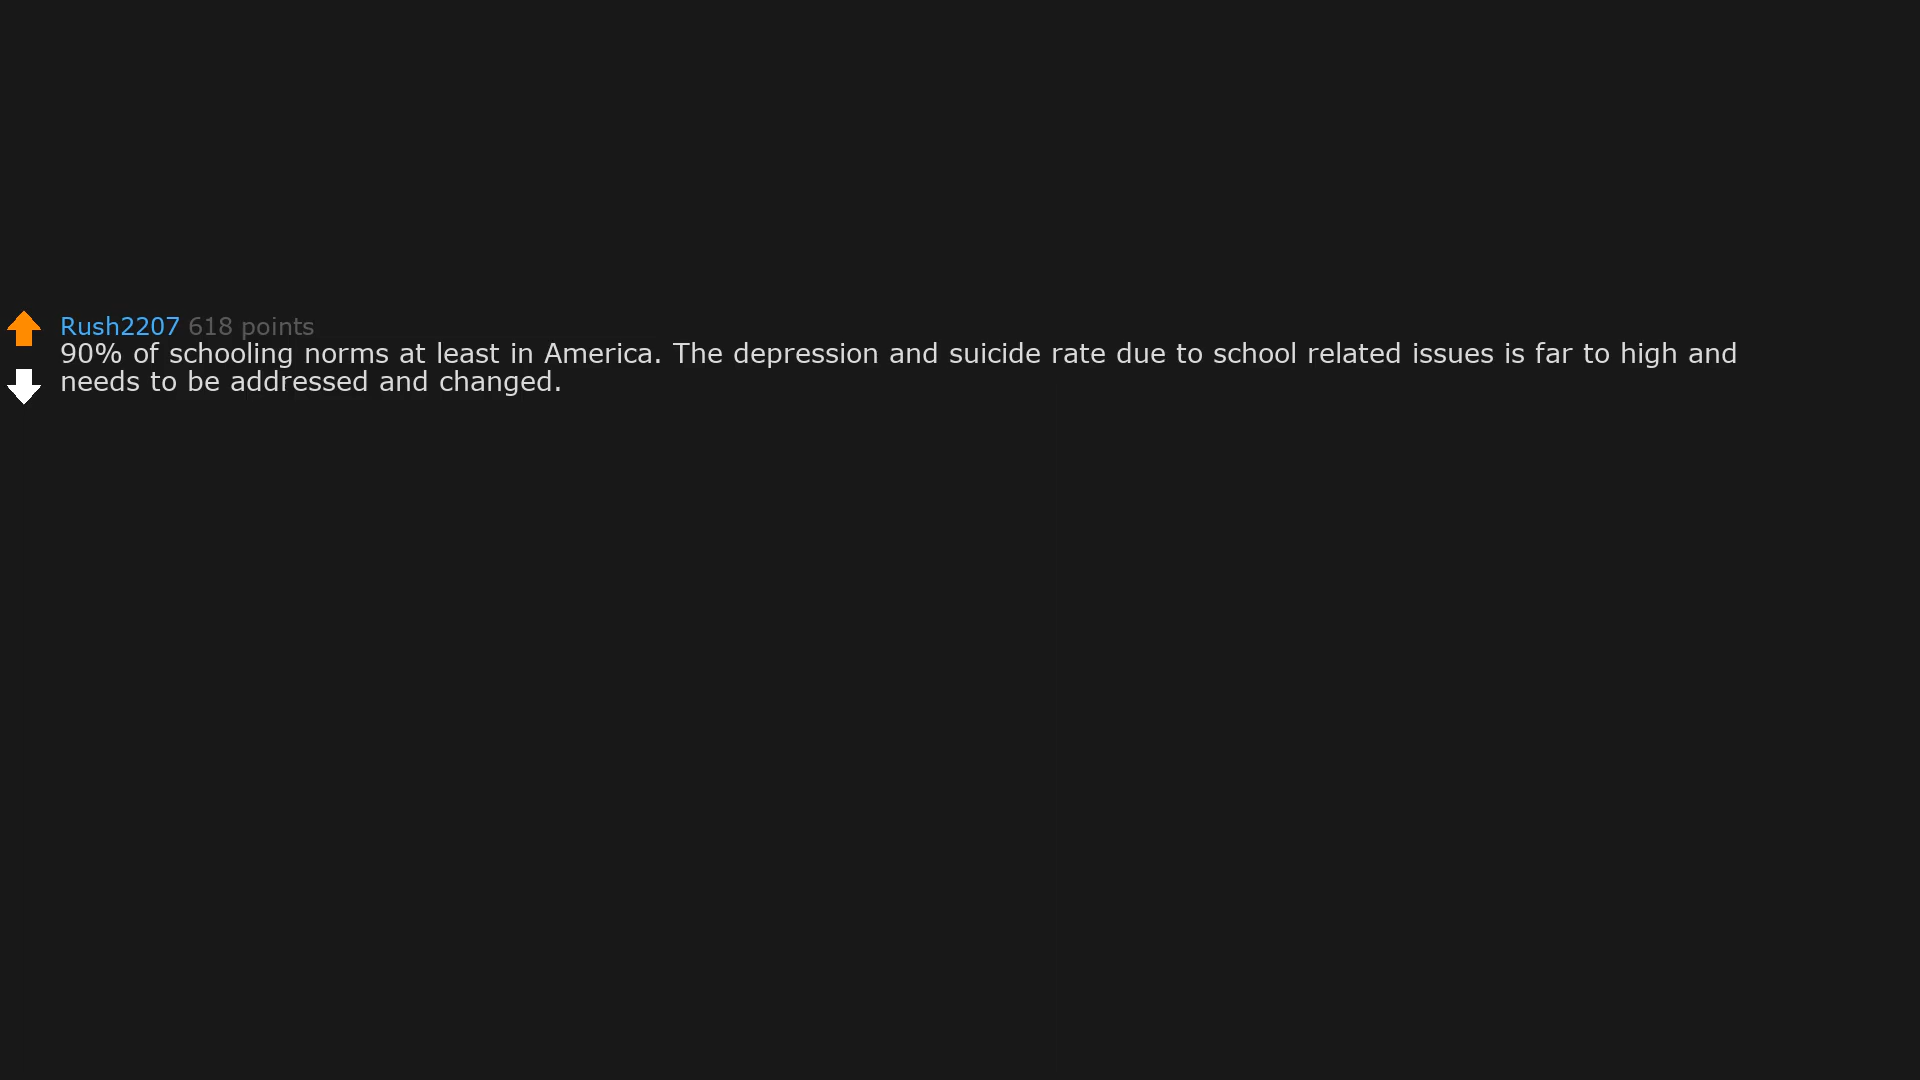 Rush2207 618 points
90% of schooling norms at least in America. The depression and suicide rate due to school related issues is far to high and
needs to be addressed and changed.